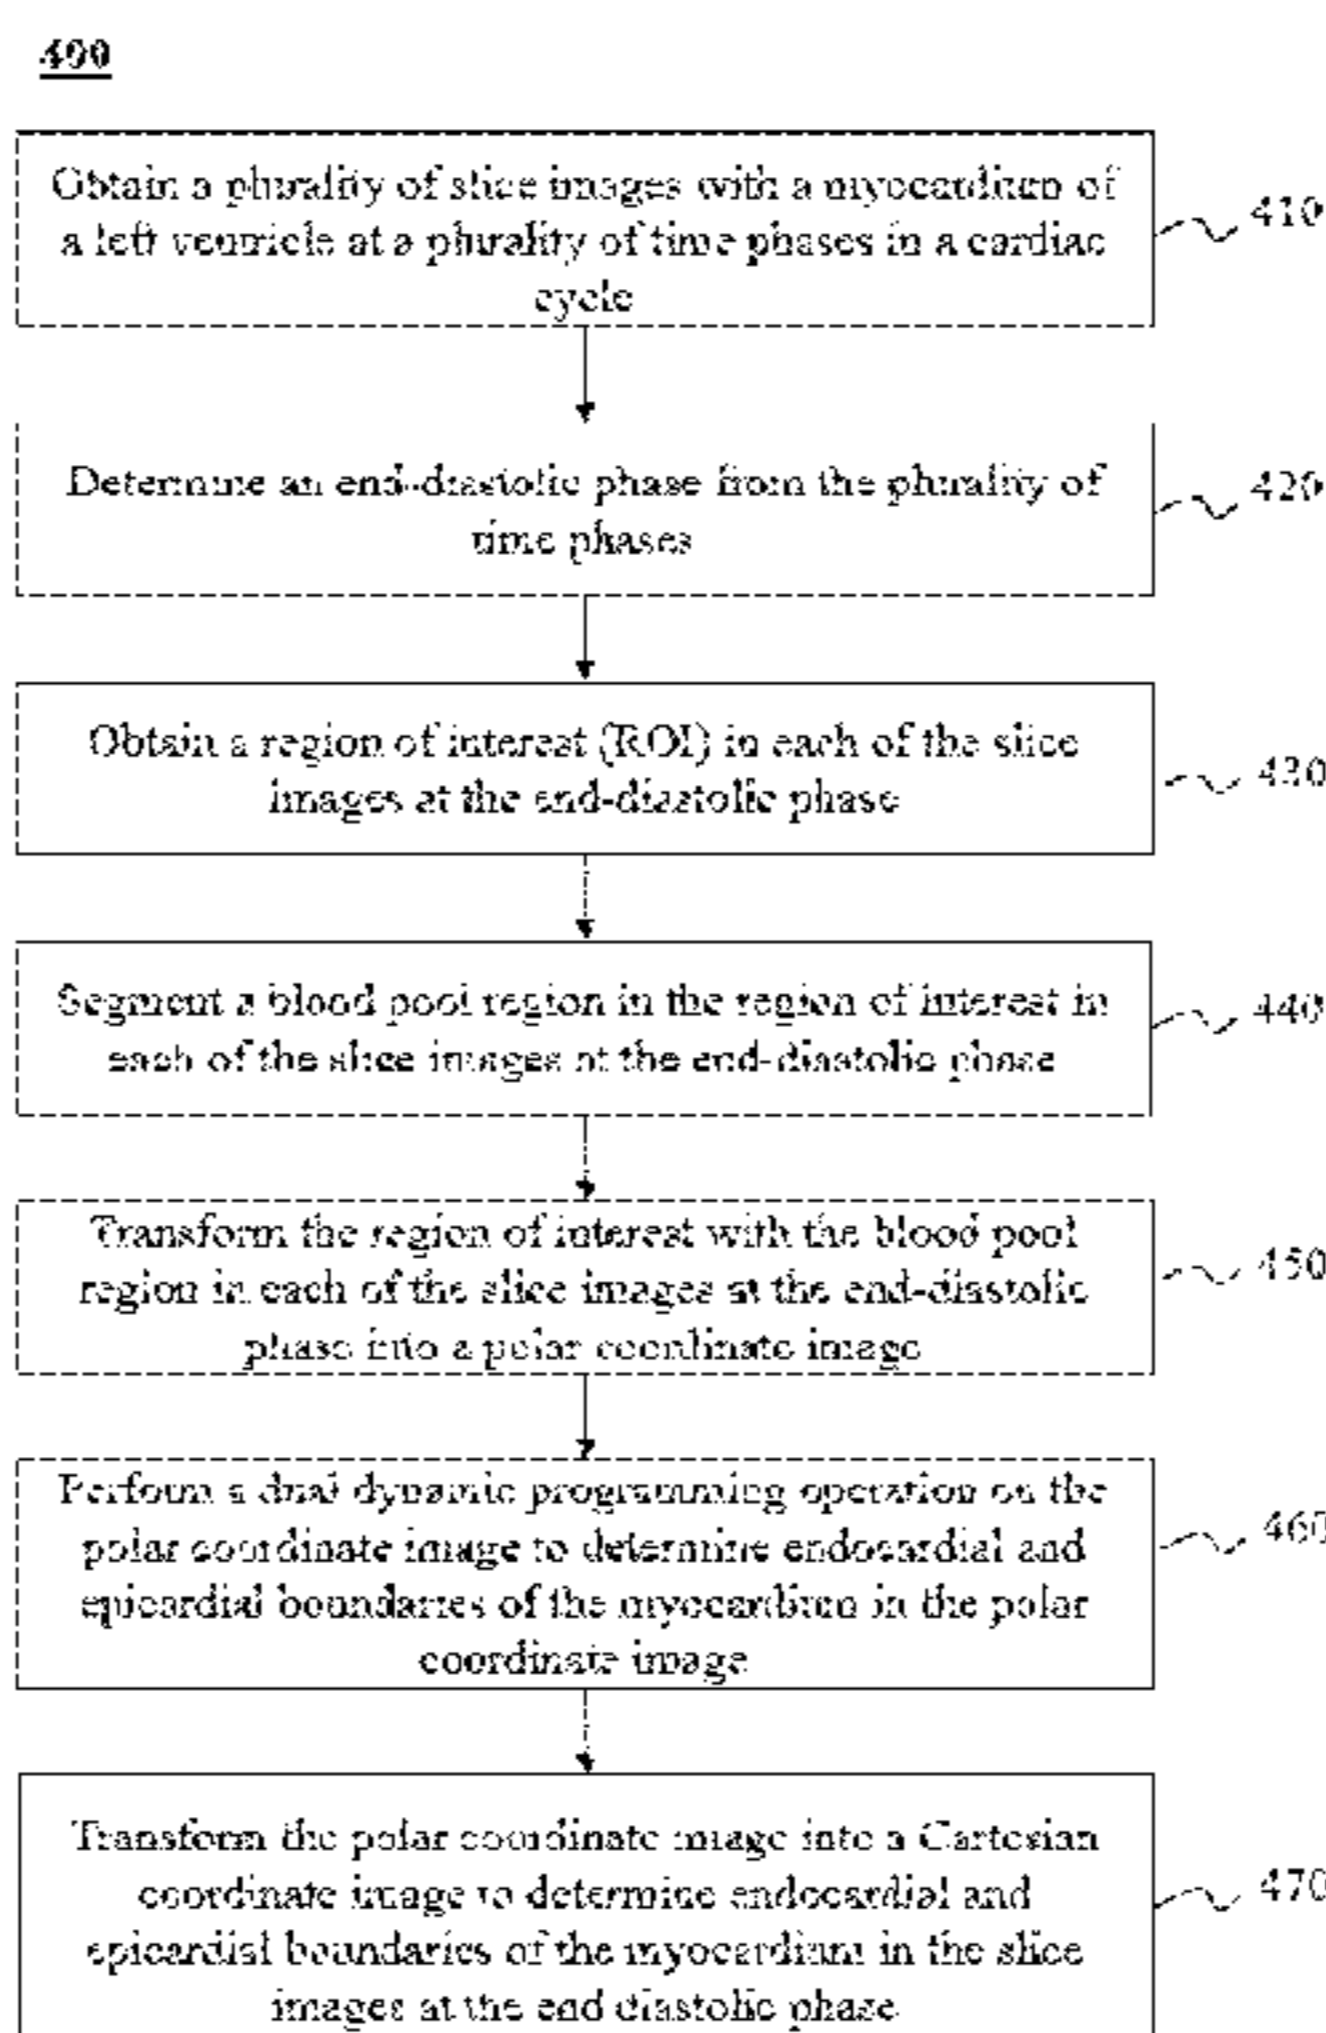 400
Obtain a plurality of slice images with a myocardium of
a left ventricle at a plurality of time phases in a cardiac
cycle
410
Determine an end-diastolic phase from the plurality of
time phases
420
Obtain a region of interest (ROI) in each of the slice
images at the end-diastolic phase
430
Segment a blood pool region in the region of interest in
each of the slice images at the end-diastolic phase
440
Transform the region of interest with the blood pool
region in each of the slice images at the end-diastolic
phase into a polar coordinate image
450
Perform a dual dynamic programming operation on the
polar coordinate image to determine endocardial and
epicardial boundaries of the myocardium in the polar
coordinate image
460
Transform the polar coordinate image into a Cartesian
coordinate image to determine endocardial and
epicardial boundaries of the myocardium in the slice
images at the end diastolic phase
470